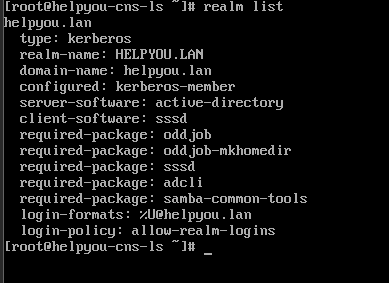 [root@helpyou-cns-ls ~]# realm list
helpyou.lan
type: kerberos
realm-name: HELPYOU.LAN
domain-name: helpyou.lan
configured: kerberos-member
server-software: active-directory
client-software: sssd
required-package: oddjob
required-package: oddjob-mkhomedir
required-package: sssd
required-package: adcli
required-package: samba-common-tools
login-formats: %U@helpyou.lan
login-policy: allow-realm-logins
[root@helpyou-cns-ls ~]# _